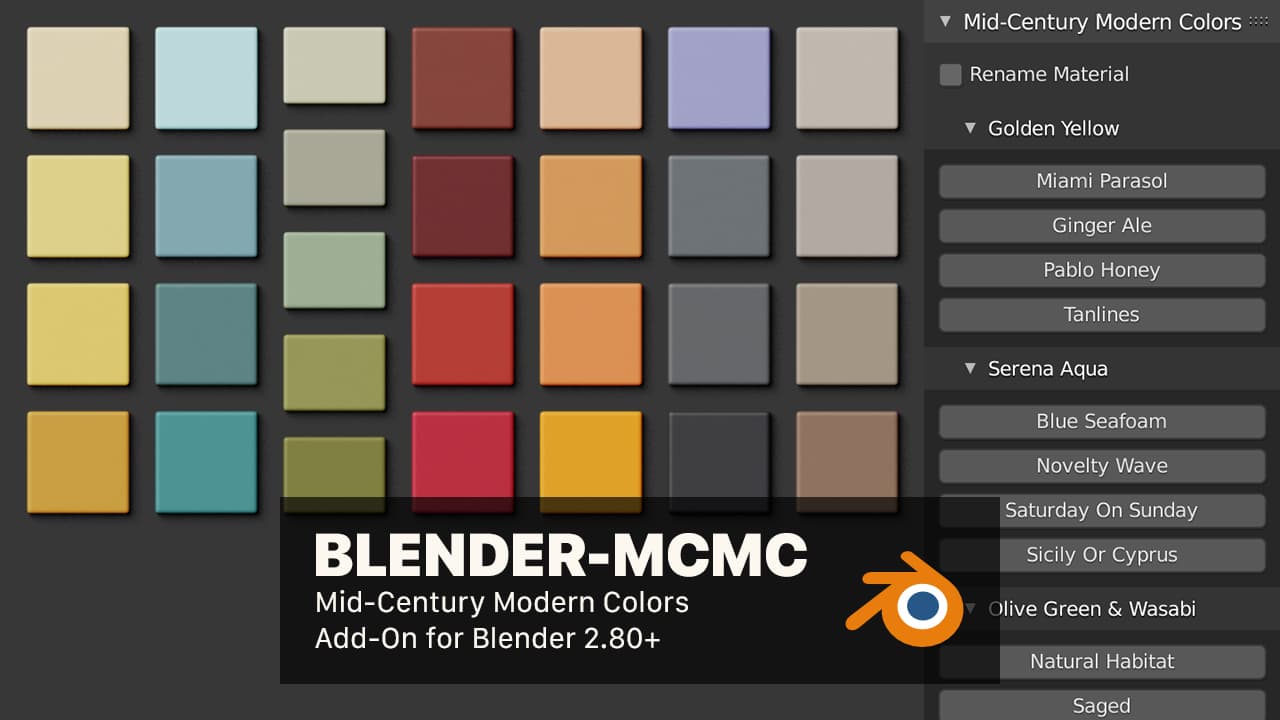 Mid-Century Modern Colors
Rename Material
Golden Yellow
Miami Parasol
Ginger Ale
Pablo Honey
Tanlines
Serena Aqua
Blue Seafoam
Novelty Wave
Saturday On Sunday
Sicily Or Cyprus
Olive Green & Wasabi
Natural Habitat
Saged
BLENDER-MCMC
Mid-Century Modern Colors
Add-On for Blender 2.80+